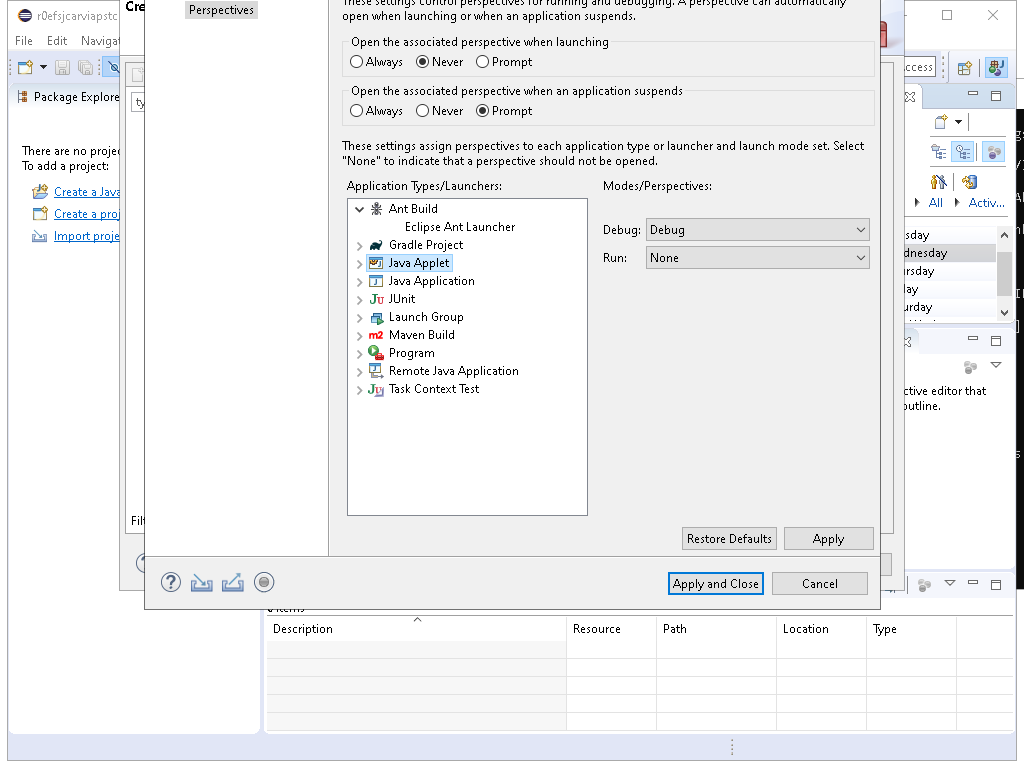 r0efsjcarviapstc
Cre
Perspectives
These settings control perspectives for running and debugging. A perspective can automatically
open when launching or when an application suspends.
File Edit Navigat
Open the associated perspective when launching
Always Never Prompt
ccess
Open the associated perspective when an application suspends
Always Never Prompt
Package Explore
ty
These settings assign perspectives to each application type or launcher and launch mode set. Select
"None" to indicate that a perspective should not be opened.
There are no projec
To add a project:
Create a Java
Create a proj
Import proje
Application Types/Launchers:
Modes/Perspectives:
Ant Build
Eclipse Ant Launcher
Gradle Project
Java Applet
Java Application
JUnit
Launch Group
Maven Build
Program
Remote Java Application
Task Context Test
Debug: Debug
Run: None
All Activ...
sday
dnesday
ursday
day
urday
ctive editor that
outline.
Filt
Restore Defaults Apply
Apply and Close Cancel
0 items
Description Resource Path Location Type